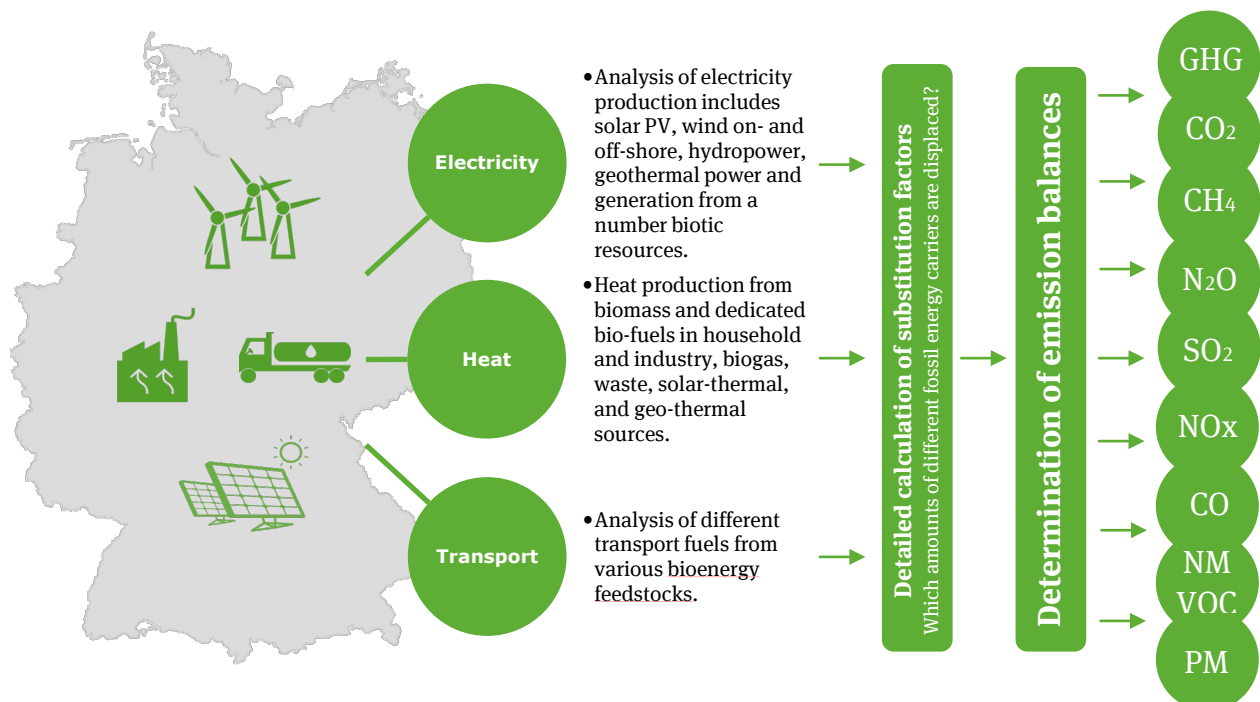 Electricity
•Analysis of electricity
production includes
solar PV, wind on- and
off-shore, hydropower,
geothermal power and
generation from a
number biotic
resources.
Heat
•Heat production from
biomass and dedicated
bio-fuels in household
and industry, biogas,
waste, solar-thermal,
and geo-thermal
sources.
Transport
•Analysis of different
transport fuels from
various bioenergy
feedstocks.
Detailed calculation of substitution factors
Which amounts of different fossil energy carriers are displaced?
Determination of emission balances
GHG
CO2
CH4
N2O
SO2
NOx
CO
NM
VOC
PM